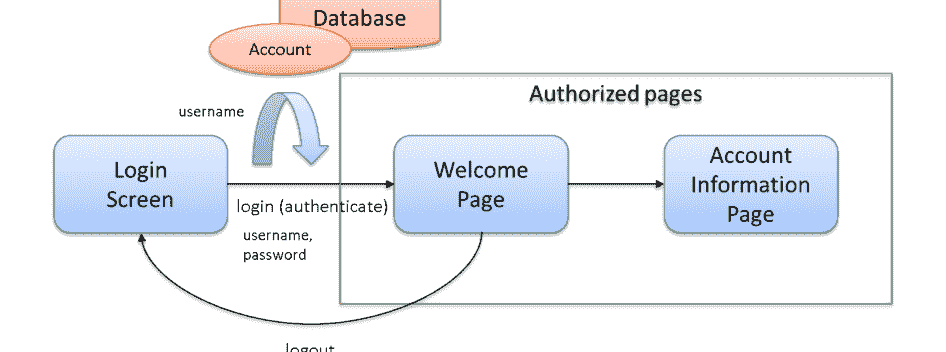 Database
Account
Authorized pages
username
Login
Screen
Welcome
Page
Account
Information
Page
login (authenticate)
username,
password
logout